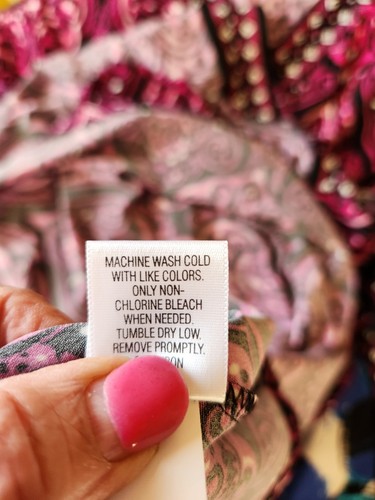 MACHINE WASH COLD
WITH LIKE COLORS.
ONLY NON-
CHLORINE BLEACH
WHEN NEEDED.
TUMBLE DRY LOW,
REMOVE PROMPTLY.